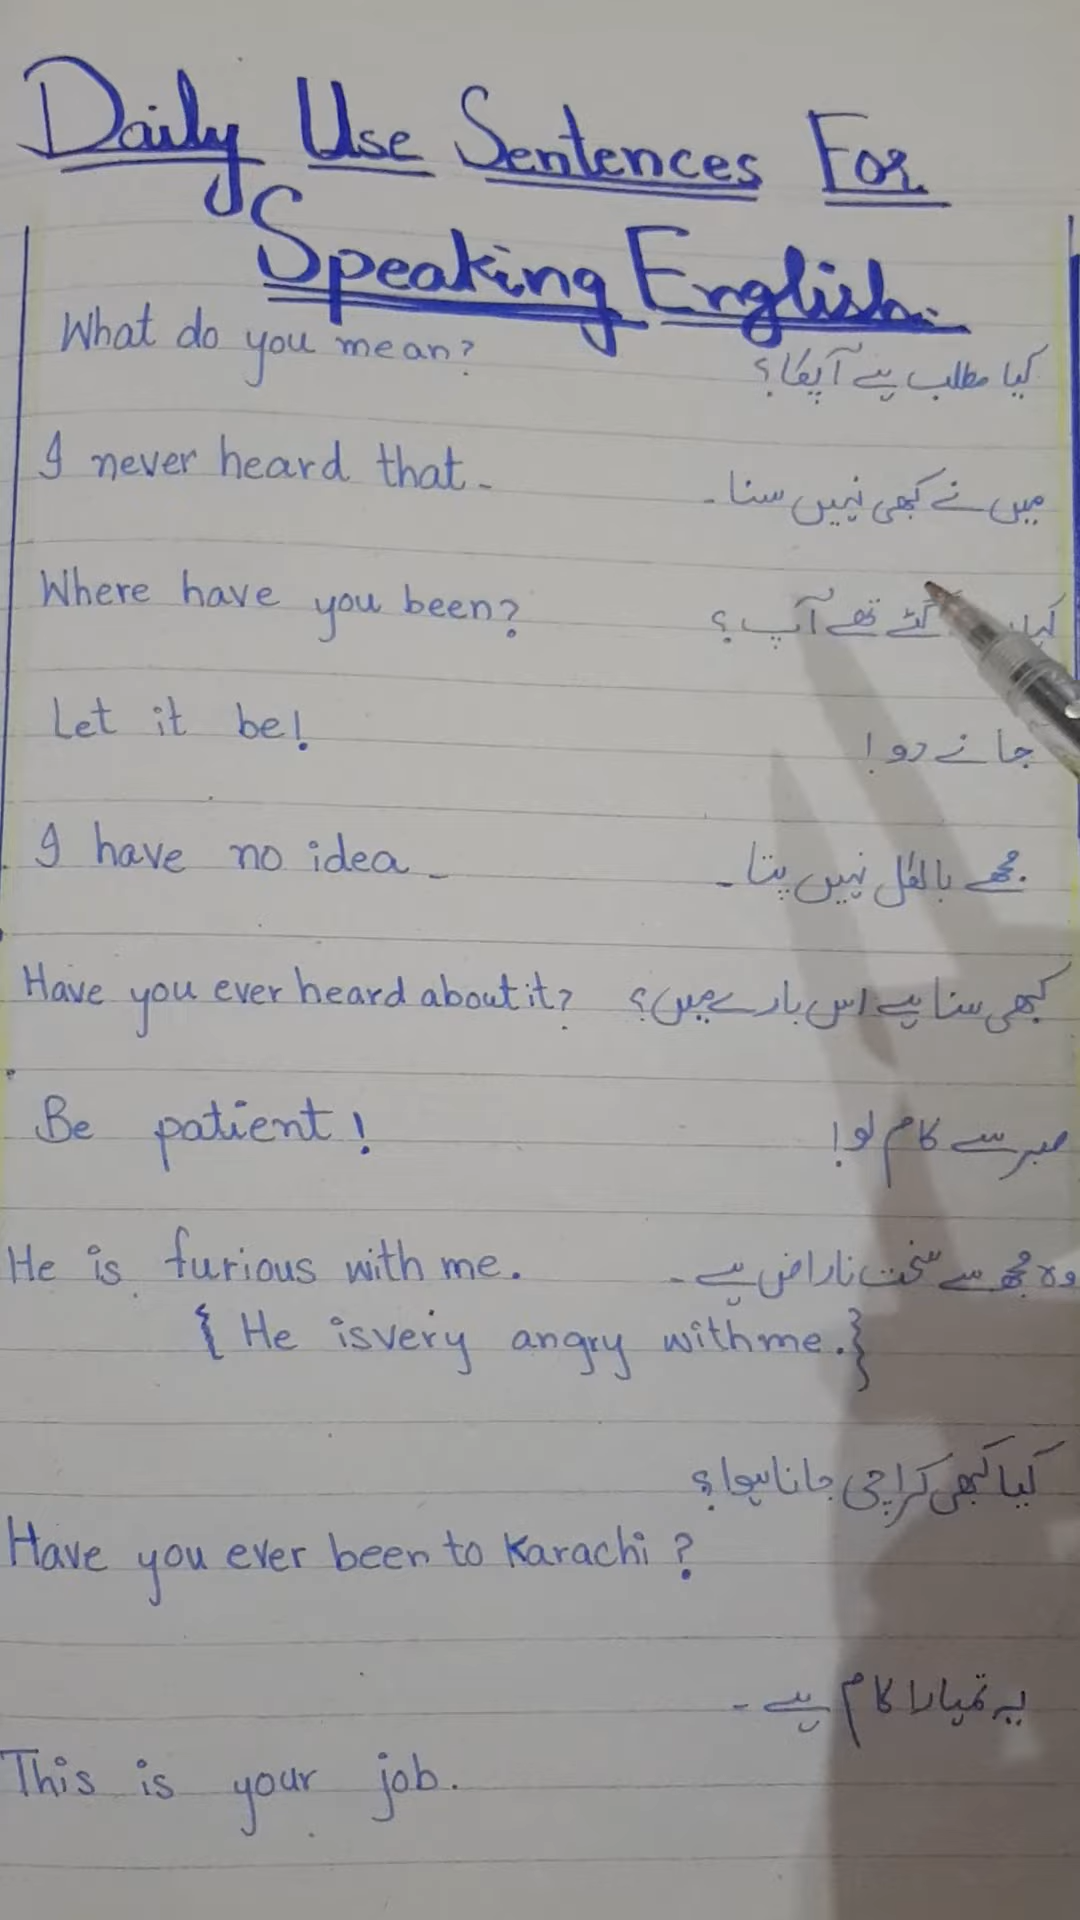 Daily Use Sentences For
Speaking English.
What do you mean? کیا مطلب ہے آپکا؟
I never heard that. میں نے کبھی نہیں سنا۔
Where have you been? گئے تھے آپ؟
Let it be! جانے دو!
I have no idea. مجھے بالکل نہیں پتا۔
Have you ever heard about it? کبھی سنا ہے اس بارے میں؟
Be patient! صبر سے کام لو!
He is furious with me. وہ مجھ سے سخت ناراض ہے۔
{ He is very angry with me. }
کیا کبھی کراچی جانا ہوا؟
Have you ever been to Karachi?
یہ تمہارا کام ہے۔
This is your job.